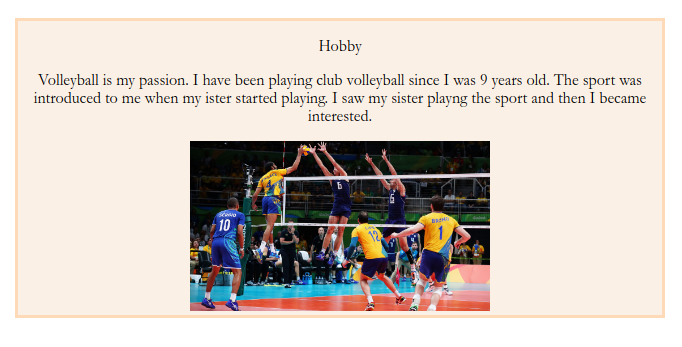 Hobby
Volleyball is my passion. I have been playing club volleyball since I was 9 years old. The sport was
introduced to me when my ister started playing. I saw my sister playng the sport and then I became
interested.
SERGIO
10
6
6
12
1